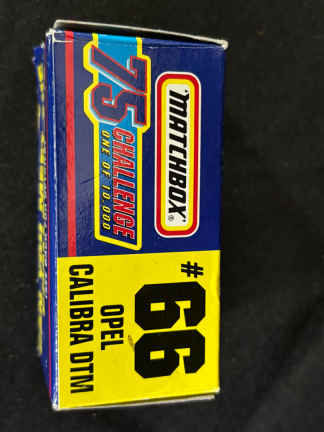 MATCHBOX®
75
CHALLENGE
ONE OF 10 000
#66
OPEL
CALIBRA DTM